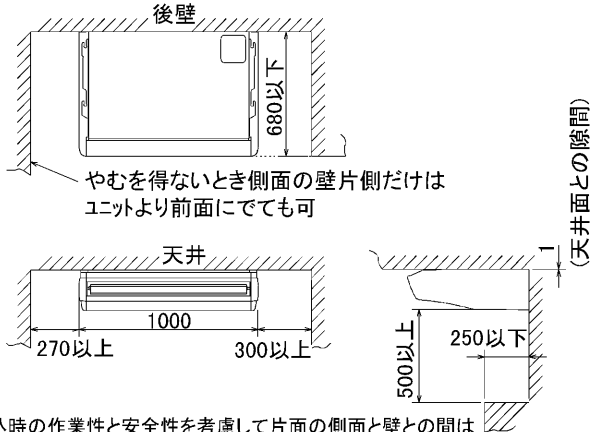 後壁
680以下
やむを得ないとき側面の壁片側だけは
ユニットより前面にでても可
(天井面との隙間)
1
天井
1000
270以上
300以上
500以上
250以下
時の作業性と安全性を考慮して片面の側面と壁との間は